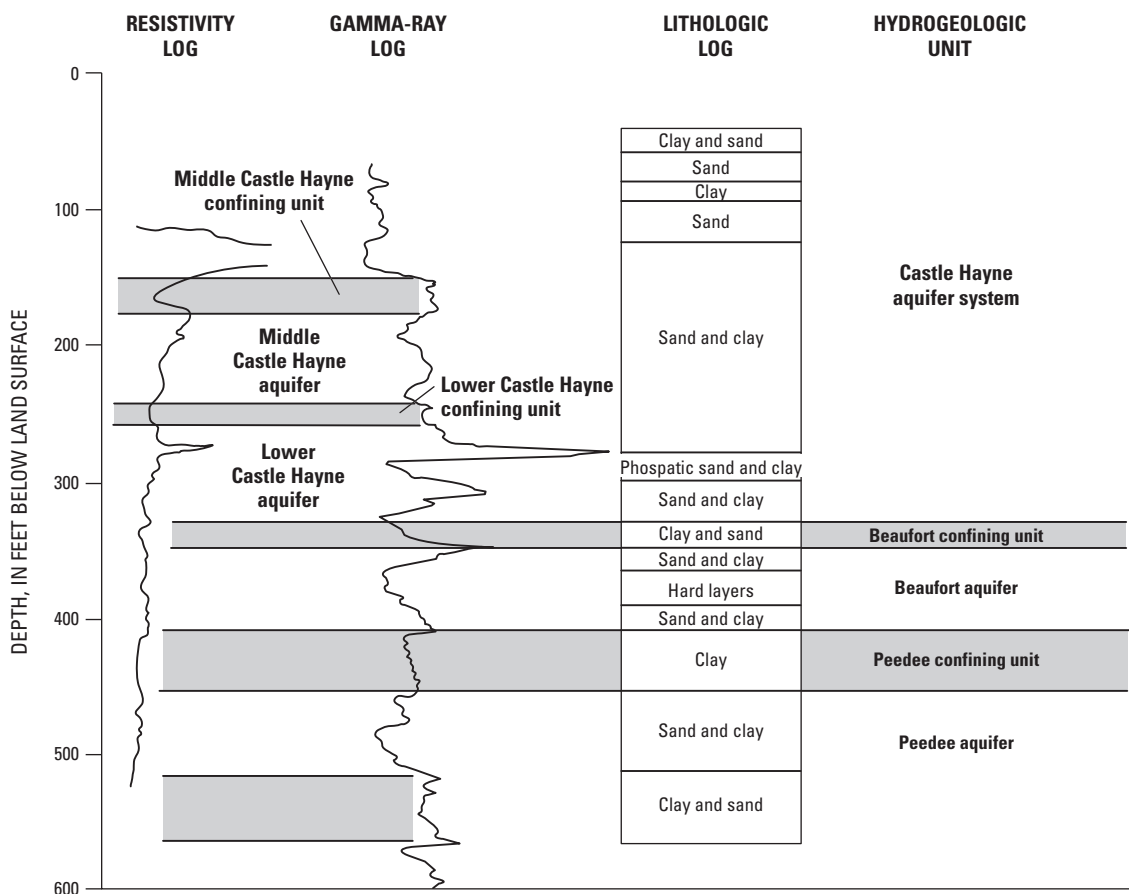 RESISTIVITY
LOG
GAMMA-RAY
LOG
LITHOLOGIC
LOG
HYDROGEOLOGIC
UNIT
DEPTH, IN FEET BELOW LAND SURFACE
0
100
200
300
400
500
600
Middle Castle Hayne
confining unit
Middle
Castle Hayne
aquifer
Lower Castle Hayne
confining unit
Lower
Castle Hayne
aquifer
Clay and sand
Sand
Clay
Sand
Sand and clay
Phospatic sand and clay
Sand and clay
Clay and sand
Sand and clay
Hard layers
Sand and clay
Clay
Sand and clay
Clay and sand
Castle Hayne
aquifer system
Beaufort confining unit
Beaufort aquifer
Peedee confining unit
Peedee aquifer